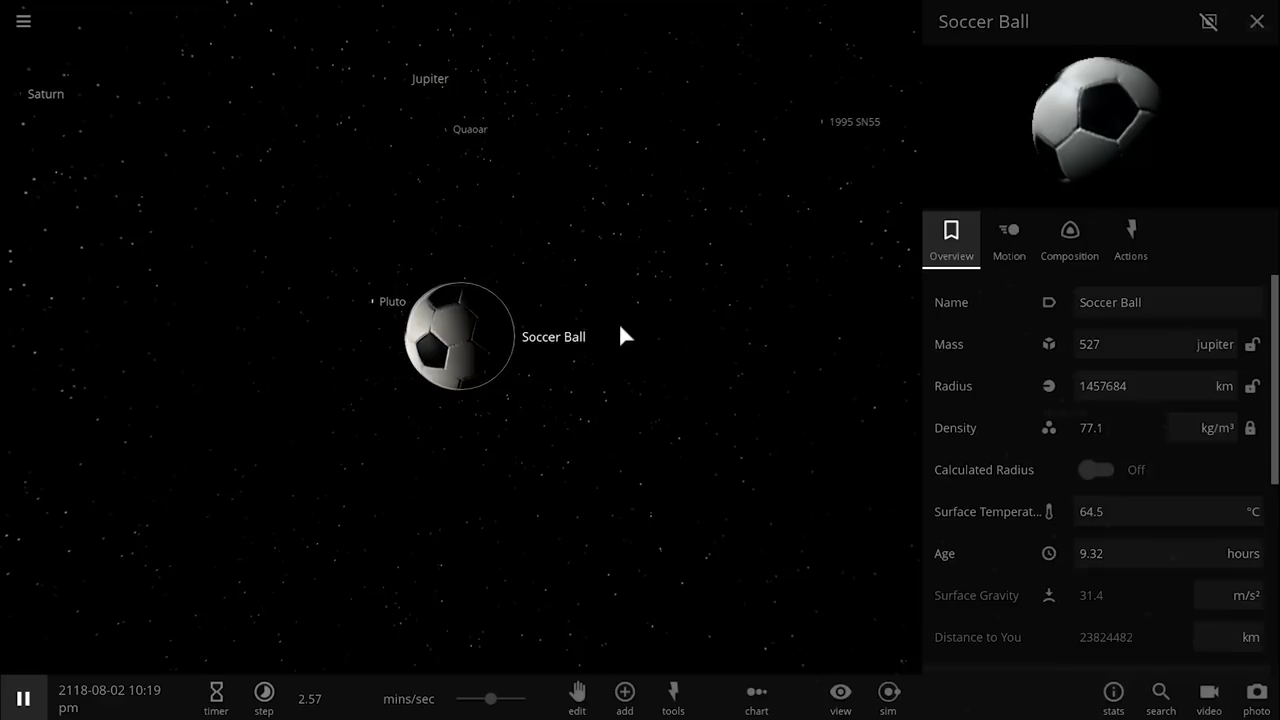 Soccer Ball
Jupiter
Saturn
1995 SN55
Quaoar
Pluto
Soccer Ball
Overview
Motion
Composition
Actions
Name Soccer Ball
Mass 527 jupiter
Radius 1457684 km
Density 77.1 kg/m³
Calculated Radius Off
Surface Temperat... 64.5 °C
Age 9.32 hours
Surface Gravity 31.4 m/s²
Distance to You 23824482 km
2118-08-02 10:19
pm
timer
step
2.57 mins/sec
edit
add
tools
chart
view
sim
stats
search
video
photo